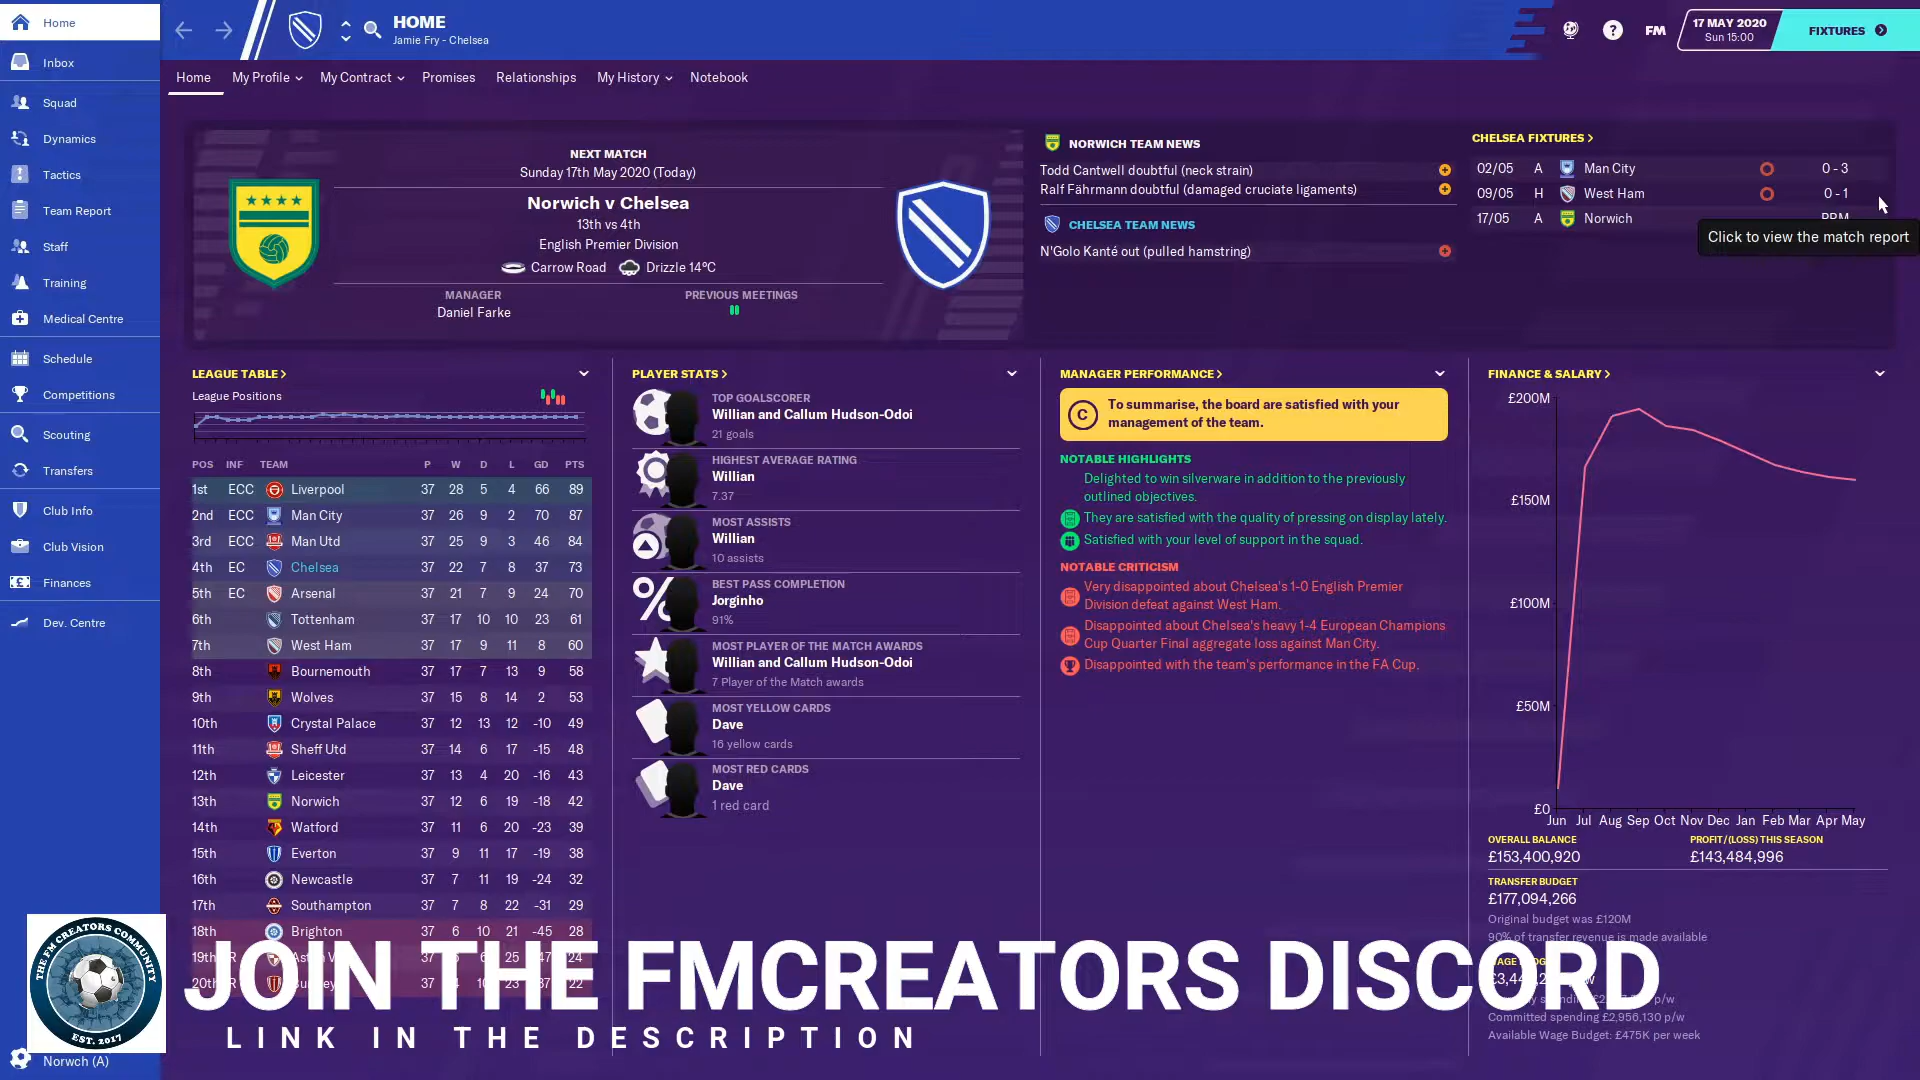 Home
Inbox
Squad
Dynamics
Tactics
Team Report
Staff
Training
Medical Centre
Schedule
Competitions
Scouting
Transfers
Club Info
Club Vision
Finances
Dev. Centre
Norwch (A)
HOME
Jamie Fry - Chelsea
FM
17 MAY 2020
Sun 15:00
FIXTURES
Home My Profile My Contract Promises Relationships My History Notebook
NEXT MATCH
Sunday 17th May 2020 (Today)
Norwich v Chelsea
13th vs 4th
English Premier Division
Carrow Road Drizzle 14°C
MANAGER
Daniel Farke
PREVIOUS MEETINGS
NORWICH TEAM NEWS
Todd Cantwell doubtful (neck strain)
Ralf Fährmann doubtful (damaged cruciate ligaments)
CHELSEA TEAM NEWS
N'Golo Kanté out (pulled hamstring)
CHELSEA FIXTURES >
02/05 A Man City 0 - 3
09/05 H West Ham 0 - 1
17/05 A Norwich
Click to view the match report
LEAGUE TABLE >
League Positions
POS INF TEAM P W D L GD PTS
1st ECC Liverpool 37 28 5 4 66 89
2nd ECC Man City 37 26 9 2 70 87
3rd ECC Man Utd 37 25 9 3 46 84
4th EC Chelsea 37 22 7 8 37 73
5th EC Arsenal 37 21 7 9 24 70
6th Tottenham 37 17 10 10 23 61
7th West Ham 37 17 9 11 8 60
8th Bournemouth 37 17 7 13 9 58
9th Wolves 37 15 8 14 2 53
10th Crystal Palace 37 12 13 12 -10 49
11th Sheff Utd 37 14 6 17 -15 48
12th Leicester 37 13 4 20 -16 43
13th Norwich 37 12 6 19 -18 42
14th Watford 37 11 6 20 -23 39
15th Everton 37 9 11 17 -19 38
16th Newcastle 37 7 11 19 -24 32
17th Southampton 37 7 8 22 -31 29
18th Brighton 37 6 10 21 -45 28
19th R 37 25 24
20th R 37 23 22
PLAYER STATS >
TOP GOALSCORER
Willian and Callum Hudson-Odoi
21 goals
HIGHEST AVERAGE RATING
Willian
7.37
MOST ASSISTS
Willian
10 assists
BEST PASS COMPLETION
Jorginho
91%
MOST PLAYER OF THE MATCH AWARDS
Willian and Callum Hudson-Odoi
7 Player of the Match awards
MOST YELLOW CARDS
Dave
16 yellow cards
MOST RED CARDS
Dave
1 red card
MANAGER PERFORMANCE >
C
To summarise, the board are satisfied with your
management of the team.
NOTABLE HIGHLIGHTS
Delighted to win silverware in addition to the previously
outlined objectives.
They are satisfied with the quality of pressing on display lately.
Satisfied with your level of support in the squad.
NOTABLE CRITICISM
Very disappointed about Chelsea's 1-0 English Premier
Division defeat against West Ham.
Disappointed about Chelsea's heavy 1-4 European Champions
Cup Quarter Final aggregate loss against Man City.
Disappointed with the team's performance in the FA Cup.
FINANCE & SALARY >
£200M
£150M
£100M
£50M
£0
Jun Jul Aug Sep Oct Nov Dec Jan Feb Mar Apr May
OVERALL BALANCE
£153,400,920
PROFIT/(LOSS) THIS SEASON
£143,484,996
TRANSFER BUDGET
£177,094,266
Original budget was £120M
90% of transfer revenue is made available
Committed spending £2,956,130 p/w
Available Wage Budget: £475K per week
THE FM CREATORS COMMUNITY
EST. 2017
JOIN THE FMCREATORS DISCORD
LINK IN THE DESCRIPTION